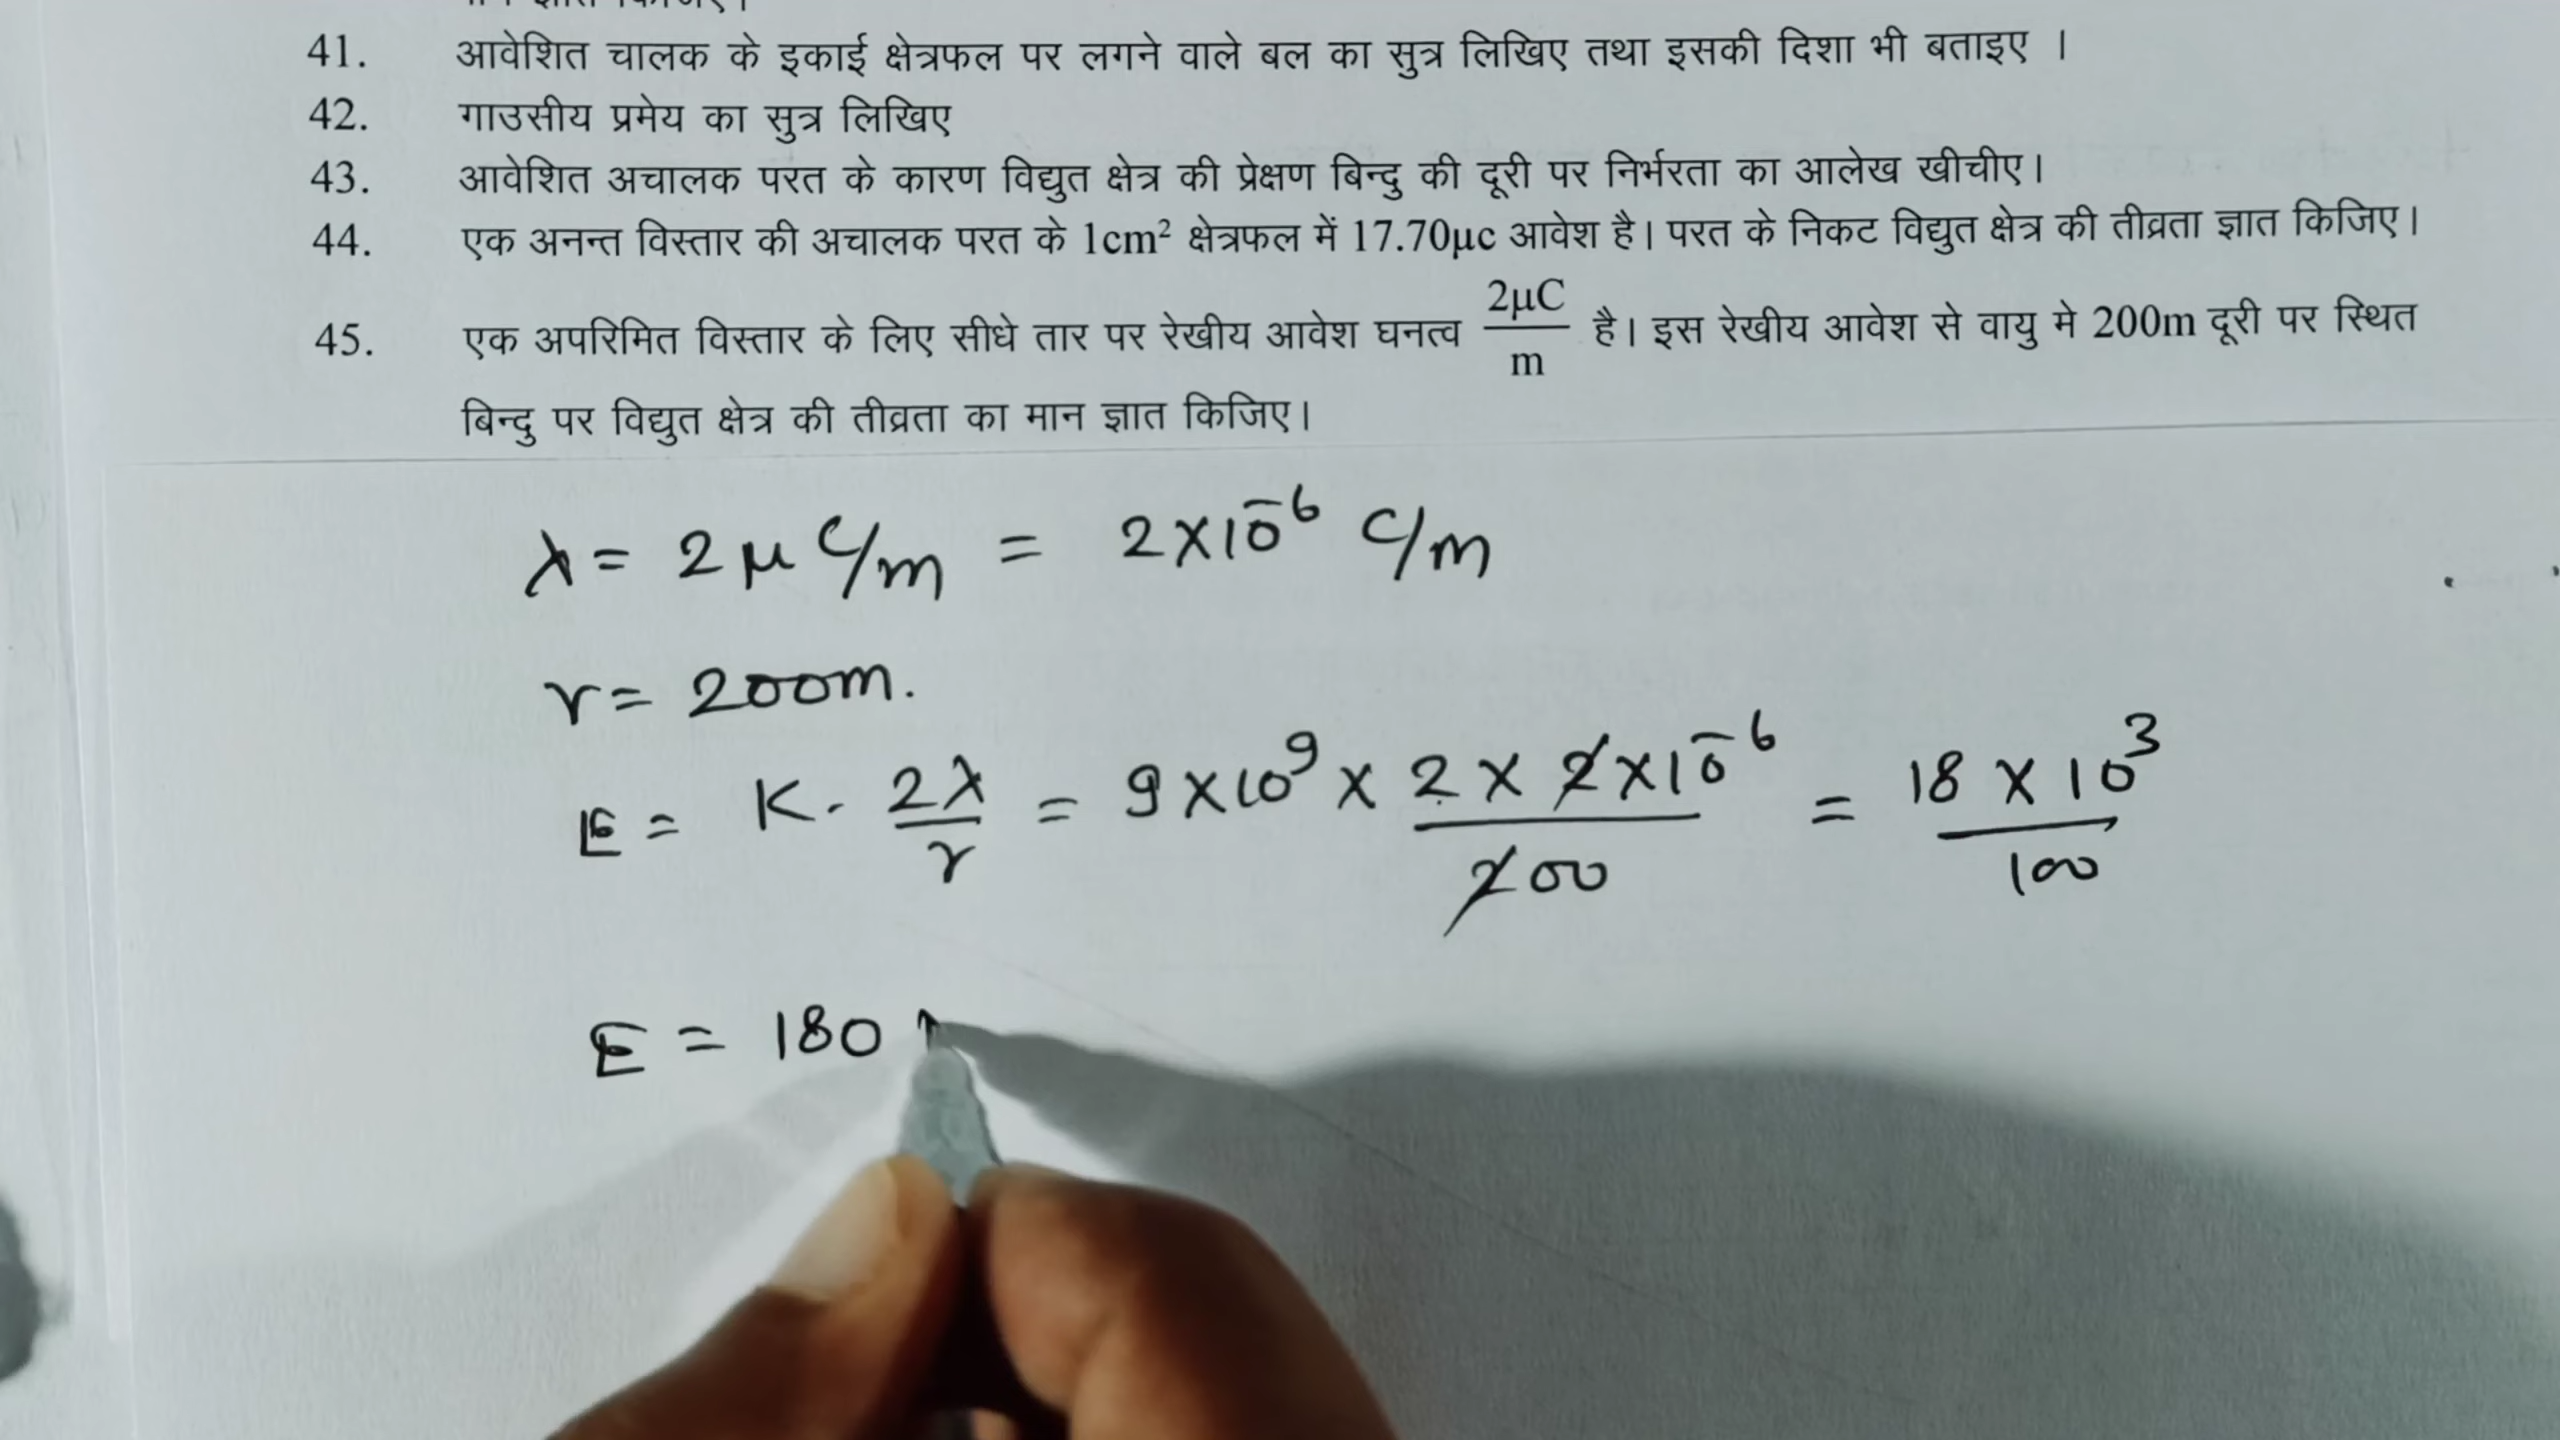 41. आवेशित चालक के इकाई क्षेत्रफल पर लगने वाले बल का सुत्र लिखिए तथा इसकी दिशा भी बताइए ।
42. गाउसीय प्रमेय का सुत्र लिखिए
43. आवेशित अचालक परत के कारण विद्युत क्षेत्र की प्रेक्षण बिन्दु की दूरी पर निर्भरता का आलेख खीचीए।
44. एक अनन्त विस्तार की अचालक परत के 1cm² क्षेत्रफल में 17.70μc आवेश है। परत के निकट विद्युत क्षेत्र की तीव्रता ज्ञात किजिए।
45. एक अपरिमित विस्तार के लिए सीधे तार पर रेखीय आवेश घनत्व 2μC/m है। इस रेखीय आवेश से वायु मे 200m दूरी पर स्थित
बिन्दु पर विद्युत क्षेत्र की तीव्रता का मान ज्ञात किजिए।
λ = 2 μ C/m = 2×10⁻⁶ C/m
r = 200m.
E = K · 2λ/r = 9×10⁹ × 2 × 2×10⁻⁶/200 = 18 × 10³/100
E = 180